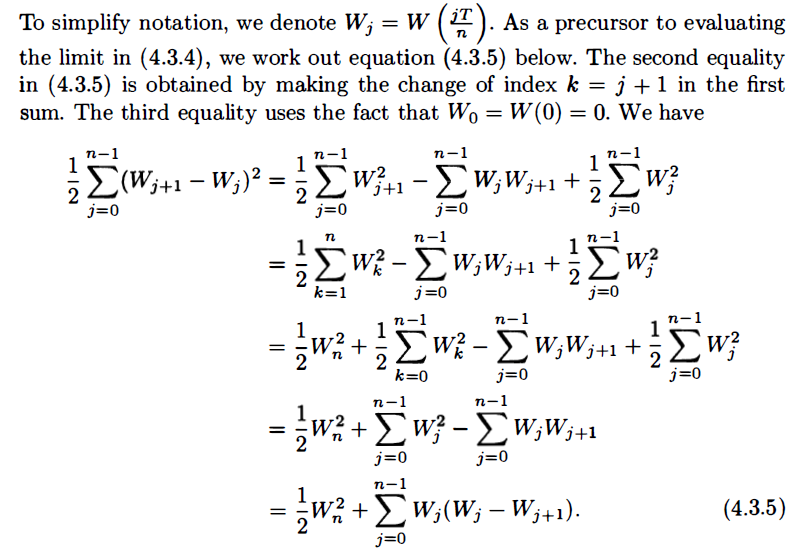 To simplify notation, we denote $W_j = W\left(\frac{jT}{n}\right)$. As a precursor to evaluating
the limit in (4.3.4), we work out equation (4.3.5) below. The second equality
in (4.3.5) is obtained by making the change of index $k = j + 1$ in the first
sum. The third equality uses the fact that $W_0 = W(0) = 0$. We have
$\frac{1}{2}\sum_{j=0}^{n-1}(W_{j+1} - W_j)^2 = \frac{1}{2}\sum_{j=0}^{n-1}W_{j+1}^2 - \sum_{j=0}^{n-1}W_jW_{j+1} + \frac{1}{2}\sum_{j=0}^{n-1}W_j^2$
$= \frac{1}{2}\sum_{k=1}^{n}W_k^2 - \sum_{j=0}^{n-1}W_jW_{j+1} + \frac{1}{2}\sum_{j=0}^{n-1}W_j^2$
$= \frac{1}{2}W_n^2 + \frac{1}{2}\sum_{k=0}^{n-1}W_k^2 - \sum_{j=0}^{n-1}W_jW_{j+1} + \frac{1}{2}\sum_{j=0}^{n-1}W_j^2$
$= \frac{1}{2}W_n^2 + \sum_{j=0}^{n-1}W_j^2 - \sum_{j=0}^{n-1}W_jW_{j+1}$
$= \frac{1}{2}W_n^2 + \sum_{j=0}^{n-1}W_j(W_j - W_{j+1}).$ (4.3.5)